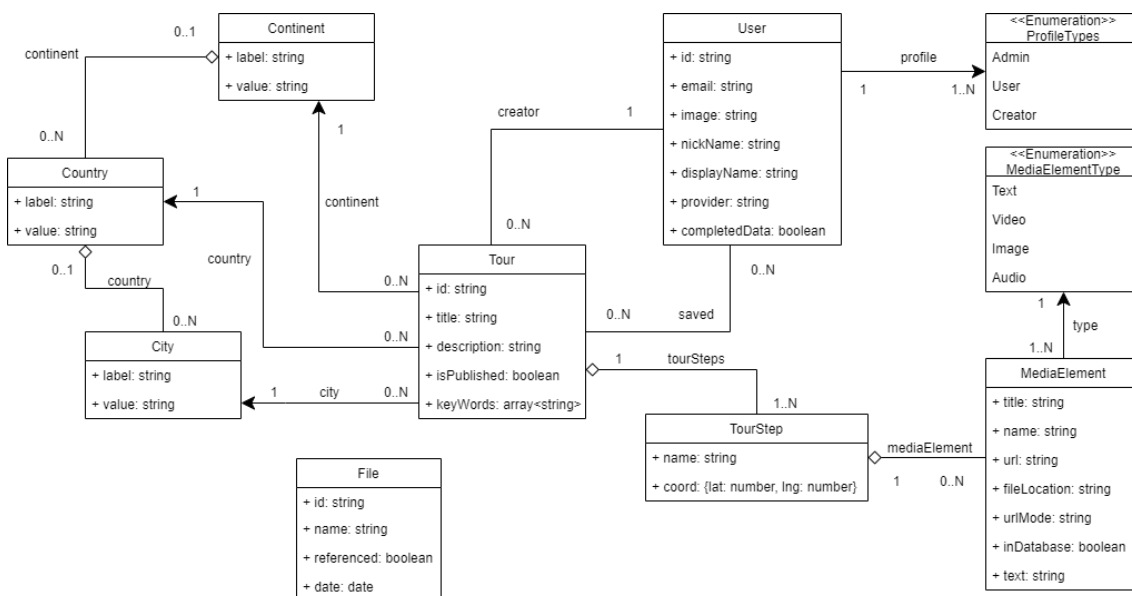 Continent
+ label: string
+ value: string
0..1
continent
0..N
Country
+ label: string
+ value: string
0..1
country
0..N
City
+ label: string
+ value: string
1
continent
0..N
1
country
0..N
1
city
0..N
User
+ id: string
+ email: string
+ image: string
+ nickName: string
+ displayName: string
+ provider: string
+ completedData: boolean
creator
1
0..N
profile
1
1..N
<<Enumeration>>
ProfileTypes
Admin
User
Creator
<<Enumeration>>
MediaElementType
Text
Video
Image
Audio
1
type
1..N
Tour
+ id: string
+ title: string
+ description: string
+ isPublished: boolean
+ keyWords: array<string>
0..N
0..N
saved
1
tourSteps
1..N
TourStep
+ name: string
+ coord: {lat: number, lng: number}
mediaElement
1
0..N
MediaElement
+ title: string
+ name: string
+ url: string
+ fileLocation: string
+ urlMode: string
+ inDatabase: boolean
+ text: string
File
+ id: string
+ name: string
+ referenced: boolean
+ date: date